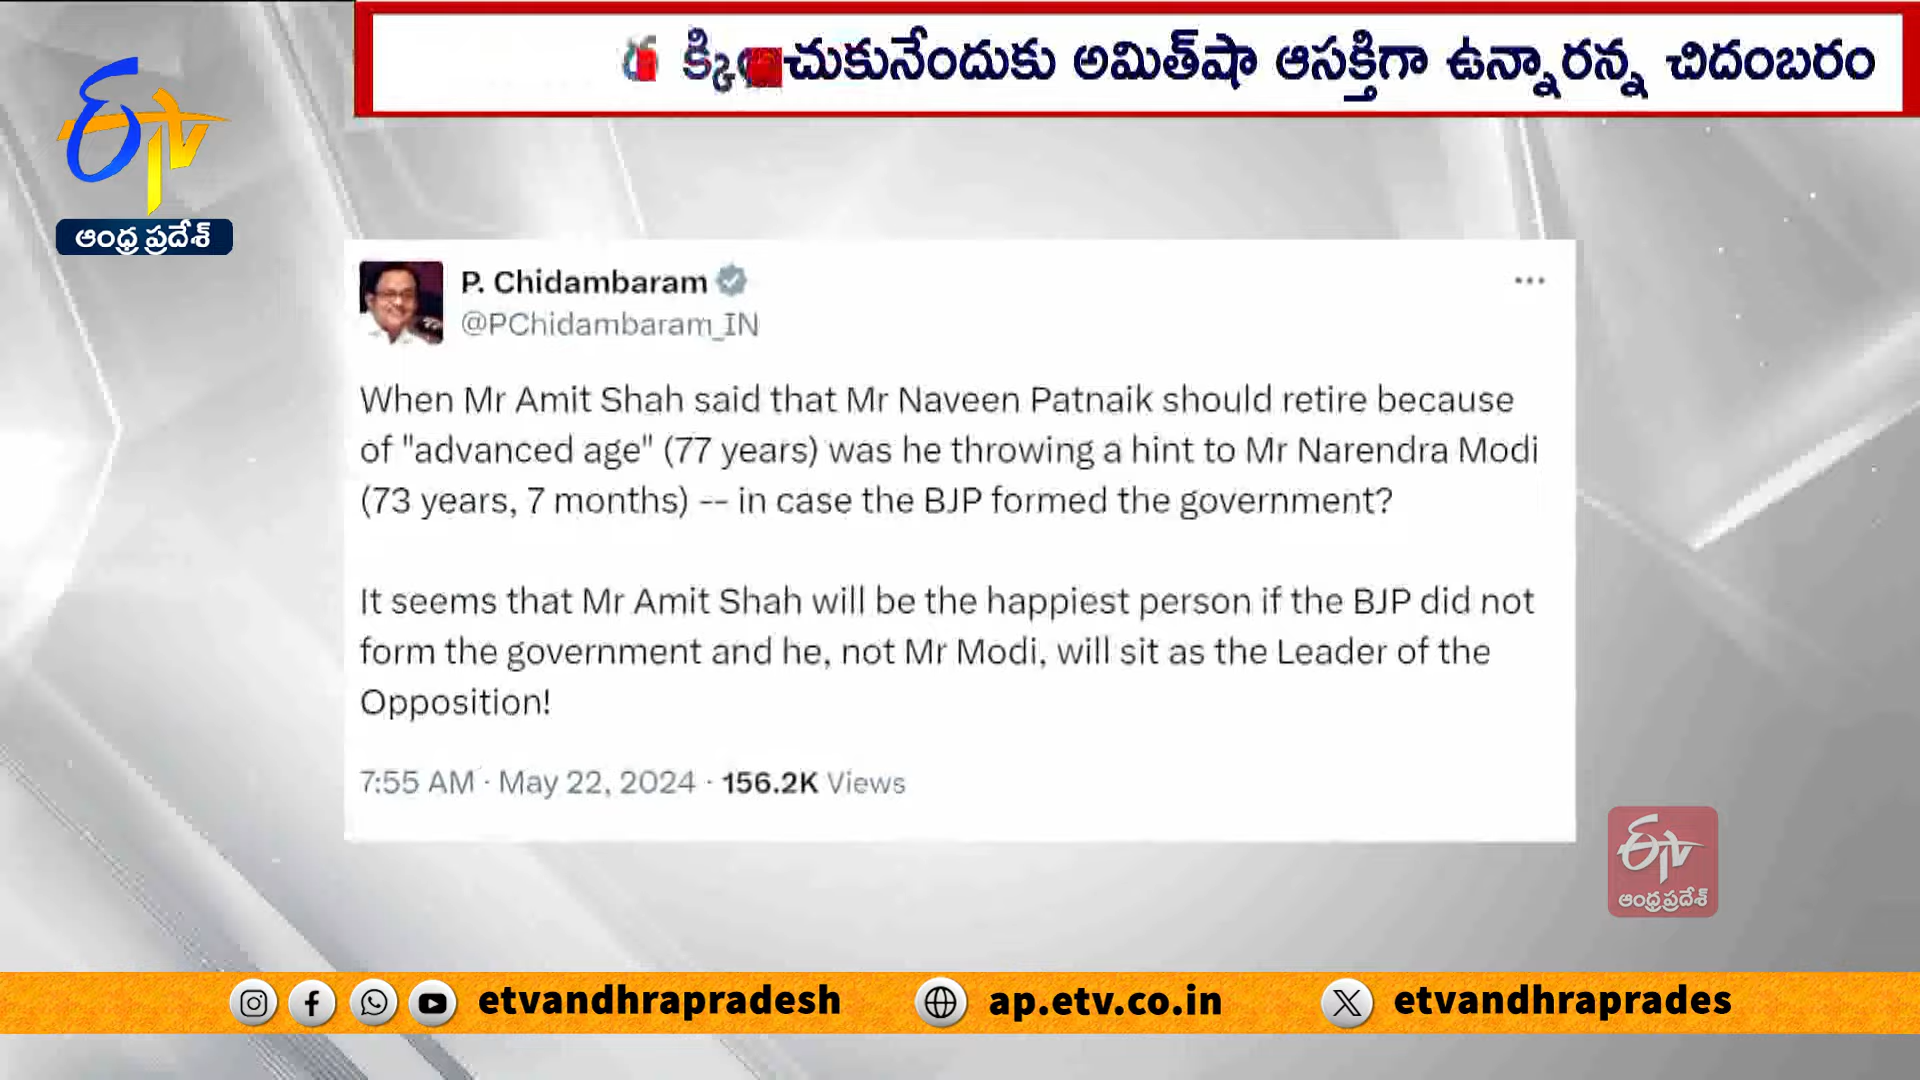 చుకునేందుకు అమిత్‌షా ఆసక్తిగా ఉన్నారన్న చిదంబరం
ఈTV
ఆంధ్ర ప్రదేశ్
P. Chidambaram
@PChidambaram_IN
When Mr Amit Shah said that Mr Naveen Patnaik should retire because
of "advanced age" (77 years) was he throwing a hint to Mr Narendra Modi
(73 years, 7 months) -- in case the BJP formed the government?
It seems that Mr Amit Shah will be the happiest person if the BJP did not
form the government and he, not Mr Modi, will sit as the Leader of the
Opposition!
7:55 AM · May 22, 2024 · 156.2K Views
ఈTV
ఆంధ్రప్రదేశ్
etvandhrapradesh ap.etv.co.in etvandhraprades